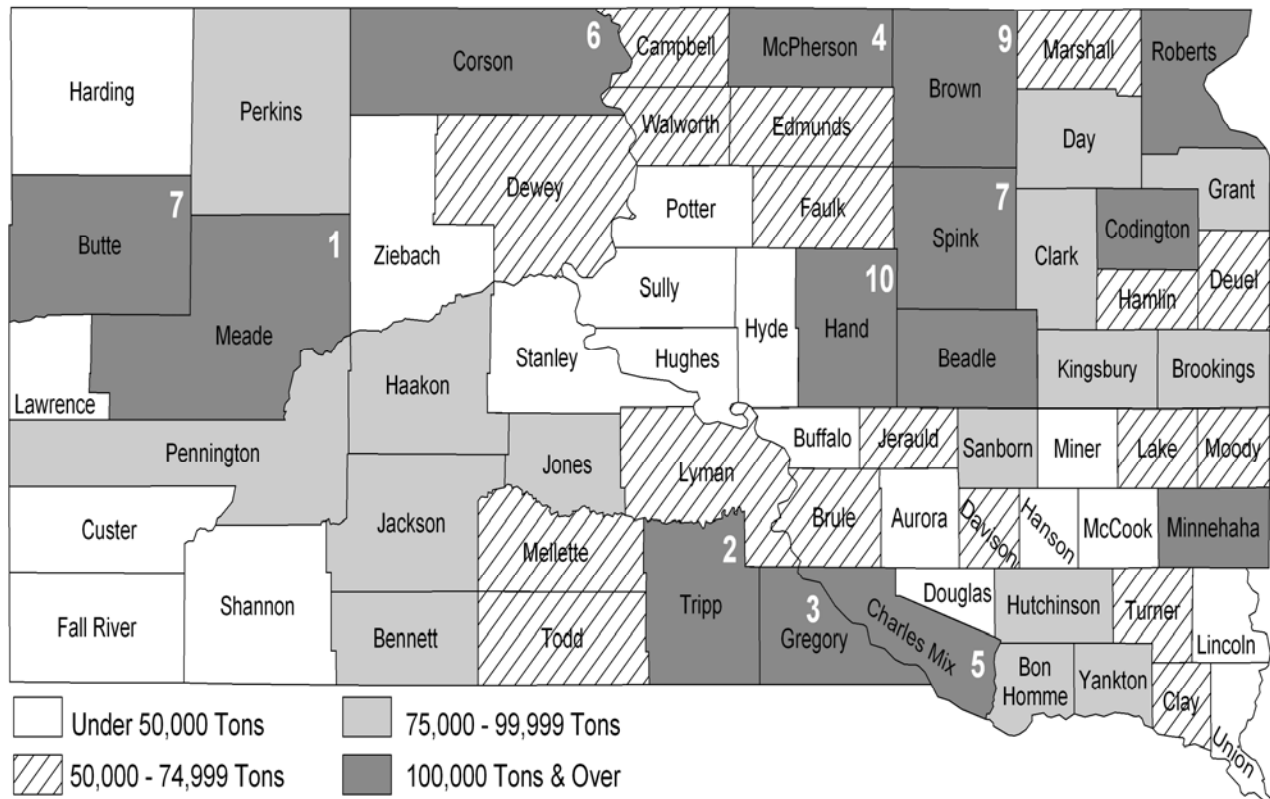 Harding
Perkins
Corson
6
Campbell
McPherson
4
Brown
9
Marshall
Roberts
Walworth
Edmunds
Day
Grant
Dewey
Butte
7
Meade
1
Ziebach
Potter
Faulk
Spink
7
Clark
Codington
Deuel
Hamlin
Sully
Hyde
Hand
10
Stanley
Hughes
Beadle
Kingsbury
Brookings
Lawrence
Haakon
Pennington
Jones
Lyman
Buffalo
Jerauld
Sanborn
Miner
Lake
Moody
Custer
Jackson
Mellette
Brule
Aurora
Davison
Hanson
McCook
Minnehaha
Fall River
Shannon
Bennett
Todd
Tripp
2
3
Gregory
Charles Mix
5
Douglas
Hutchinson
Turner
Lincoln
Bon
Homme
Yankton
Clay
Union
Under 50,000 Tons
75,000 - 99,999 Tons
50,000 - 74,999 Tons
100,000 Tons & Over